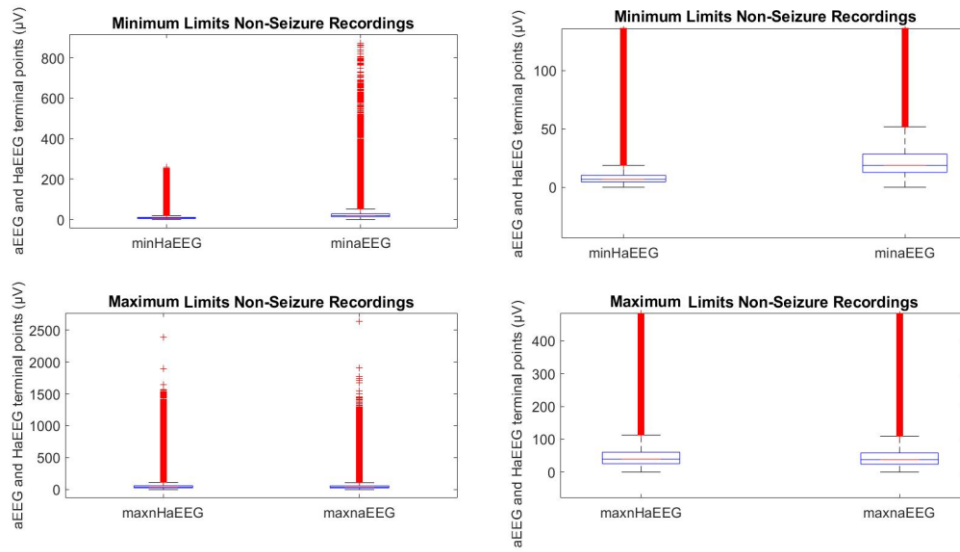 Minimum Limits Non-Seizure Recordings
aEEG and HaEEG terminal points (µV)
800
600
400
200
0
minHaEEG minaEEG
Minimum Limits Non-Seizure Recordings
aEEG and HaEEG terminal points (µV)
100
50
0
minHaEEG minaEEG
Maximum Limits Non-Seizure Recordings
aEEG and HaEEG terminal points (µV)
2500
2000
1500
1000
500
0
maxnHaEEG maxnaEEG
Maximum Limits Non-Seizure Recordings
aEEG and HaEEG terminal points (µV)
400
300
200
100
0
maxnHaEEG maxnaEEG